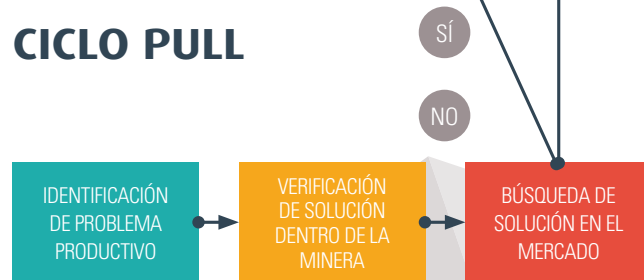 CICLO PULL
SÍ
NO
IDENTIFICACIÓN
DE PROBLEMA
PRODUCTIVO
VERIFICACIÓN
DE SOLUCIÓN
DENTRO DE LA
MINERA
BÚSQUEDA DE
SOLUCIÓN EN EL
MERCADO